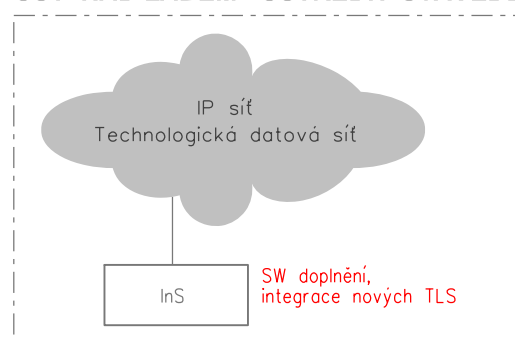 IP síť
Technologická datová síť
InS
SW doplnění,
integrace nových TLS